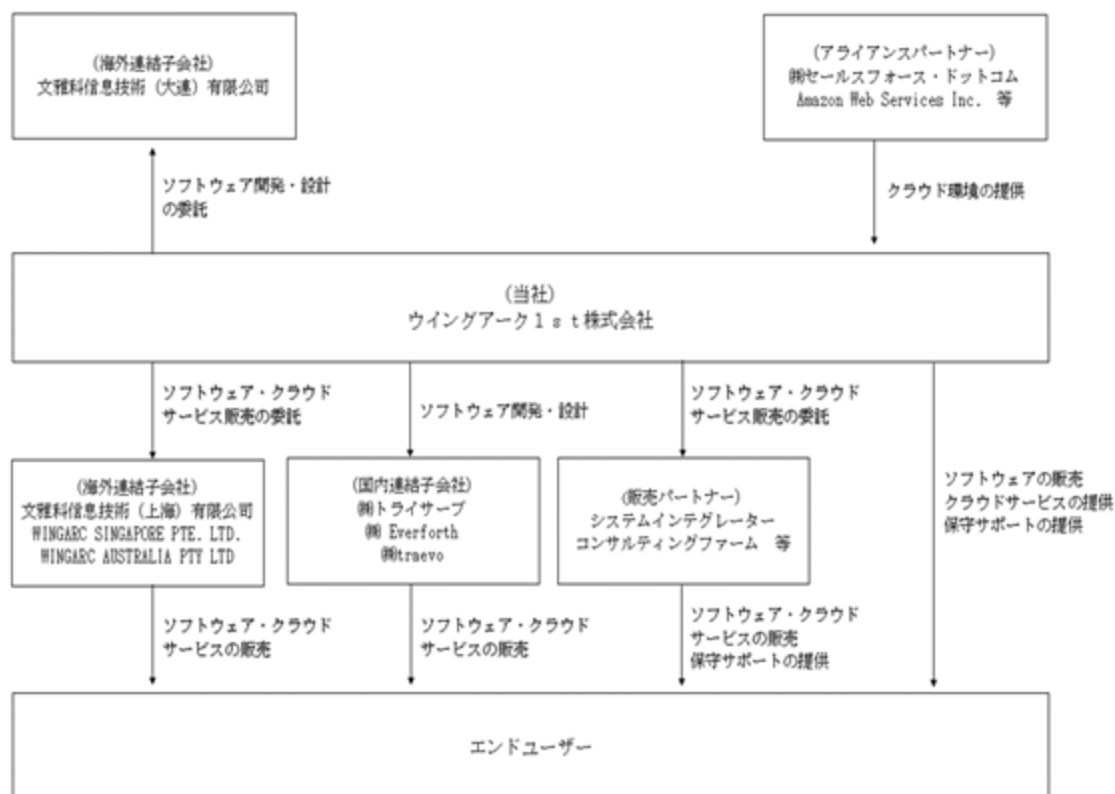 (海外連結子会社)
文雅科信息技術（大連）有限公司
(アライアンスパートナー)
㈱セールスフォース・ドットコム
Amazon Web Services Inc. 等
ソフトウェア開発・設計
の委託
クラウド環境の提供
(当社)
ウイングアーク１ｓｔ株式会社
ソフトウェア・クラウド
サービス販売の委託
ソフトウェア開発・設計
ソフトウェア・クラウド
サービス販売の委託
ソフトウェアの販売
クラウドサービスの提供
保守サポートの提供
(海外連結子会社)
文雅科信息技術（上海）有限公司
WINGARC SINGAPORE PTE. LTD.
WINGARC AUSTRALIA PTY LTD
(国内連結子会社)
㈱トライサーブ
㈱ Everforth
㈱traevo
(販売パートナー)
システムインテグレーター
コンサルティングファーム 等
ソフトウェア・クラウド
サービスの販売
ソフトウェア・クラウド
サービスの販売
ソフトウェア・クラウド
サービスの販売
保守サポートの提供
エンドユーザー